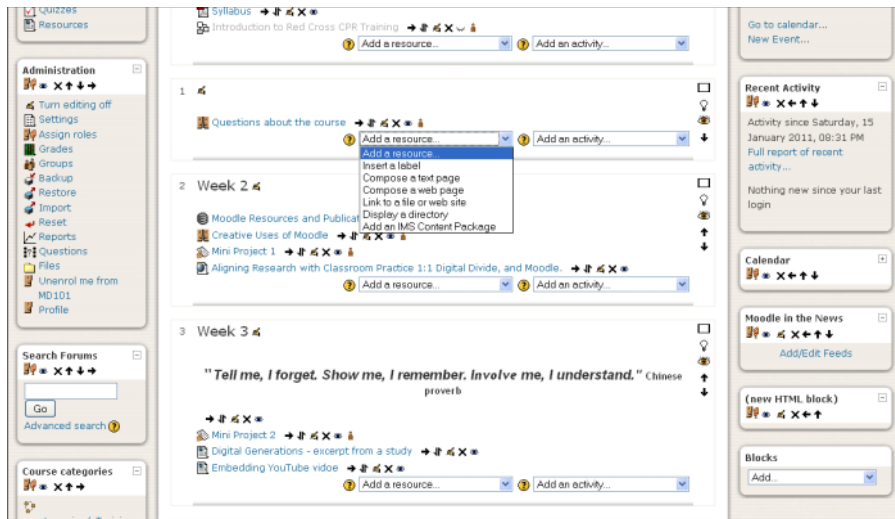 Quizzes
Resources
Administration
Turn editing off
Settings
Assign roles
Grades
Groups
Backup
Restore
Import
Reset
Reports
Questions
Files
Unenrol me from
MD101
Profile
Search Forums
Go
Advanced search
Course categories
Syllabus
Introduction to Red Cross CPR Training
Add a resource... Add an activity...
1
Questions about the course
Add a resource... Add an activity...
Add a resource...
Insert a label
Compose a text page
Compose a web page
Link to a file or web site
Display a directory
Add an IMS Content Package
2 Week 2
Moodle Resources and Publicat
Creative Uses of Moodle
Mini Project 1
Aligning Research with Classroom Practice 1:1 Digital Divide, and Moodle.
Add a resource... Add an activity...
3 Week 3
"Tell me, I forget. Show me, I remember. Involve me, I understand." Chinese
proverb
Mini Project 2
Digital Generations - excerpt from a study
Embedding YouTube vidoe
Add a resource... Add an activity...
Go to calendar...
New Event...
Recent Activity
Activity since Saturday, 15
January 2011, 08:31 PM
Full report of recent
activity...
Nothing new since your last
login
Calendar
Moodle in the News
Add/Edit Feeds
(new HTML block)
Blocks
Add...